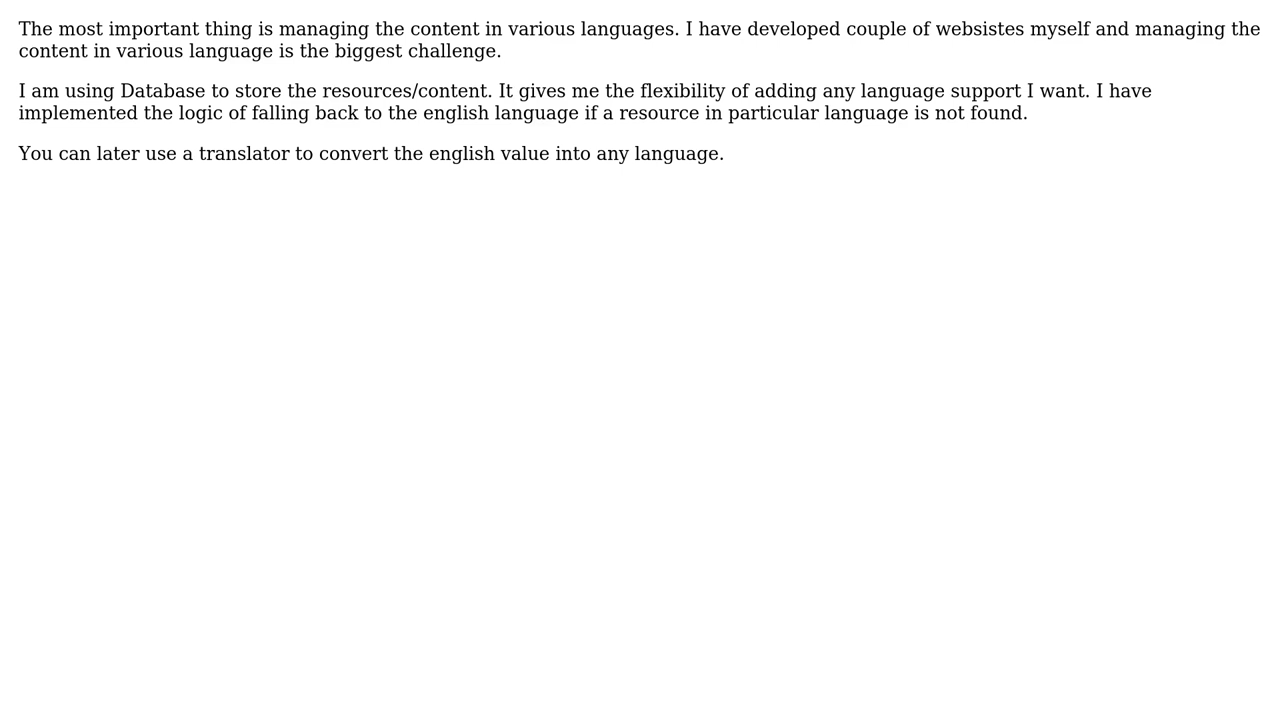 The most important thing is managing the content in various languages. I have developed couple of websistes myself and managing the
content in various language is the biggest challenge.
I am using Database to store the resources/content. It gives me the flexibility of adding any language support I want. I have
implemented the logic of falling back to the english language if a resource in particular language is not found.
You can later use a translator to convert the english value into any language.